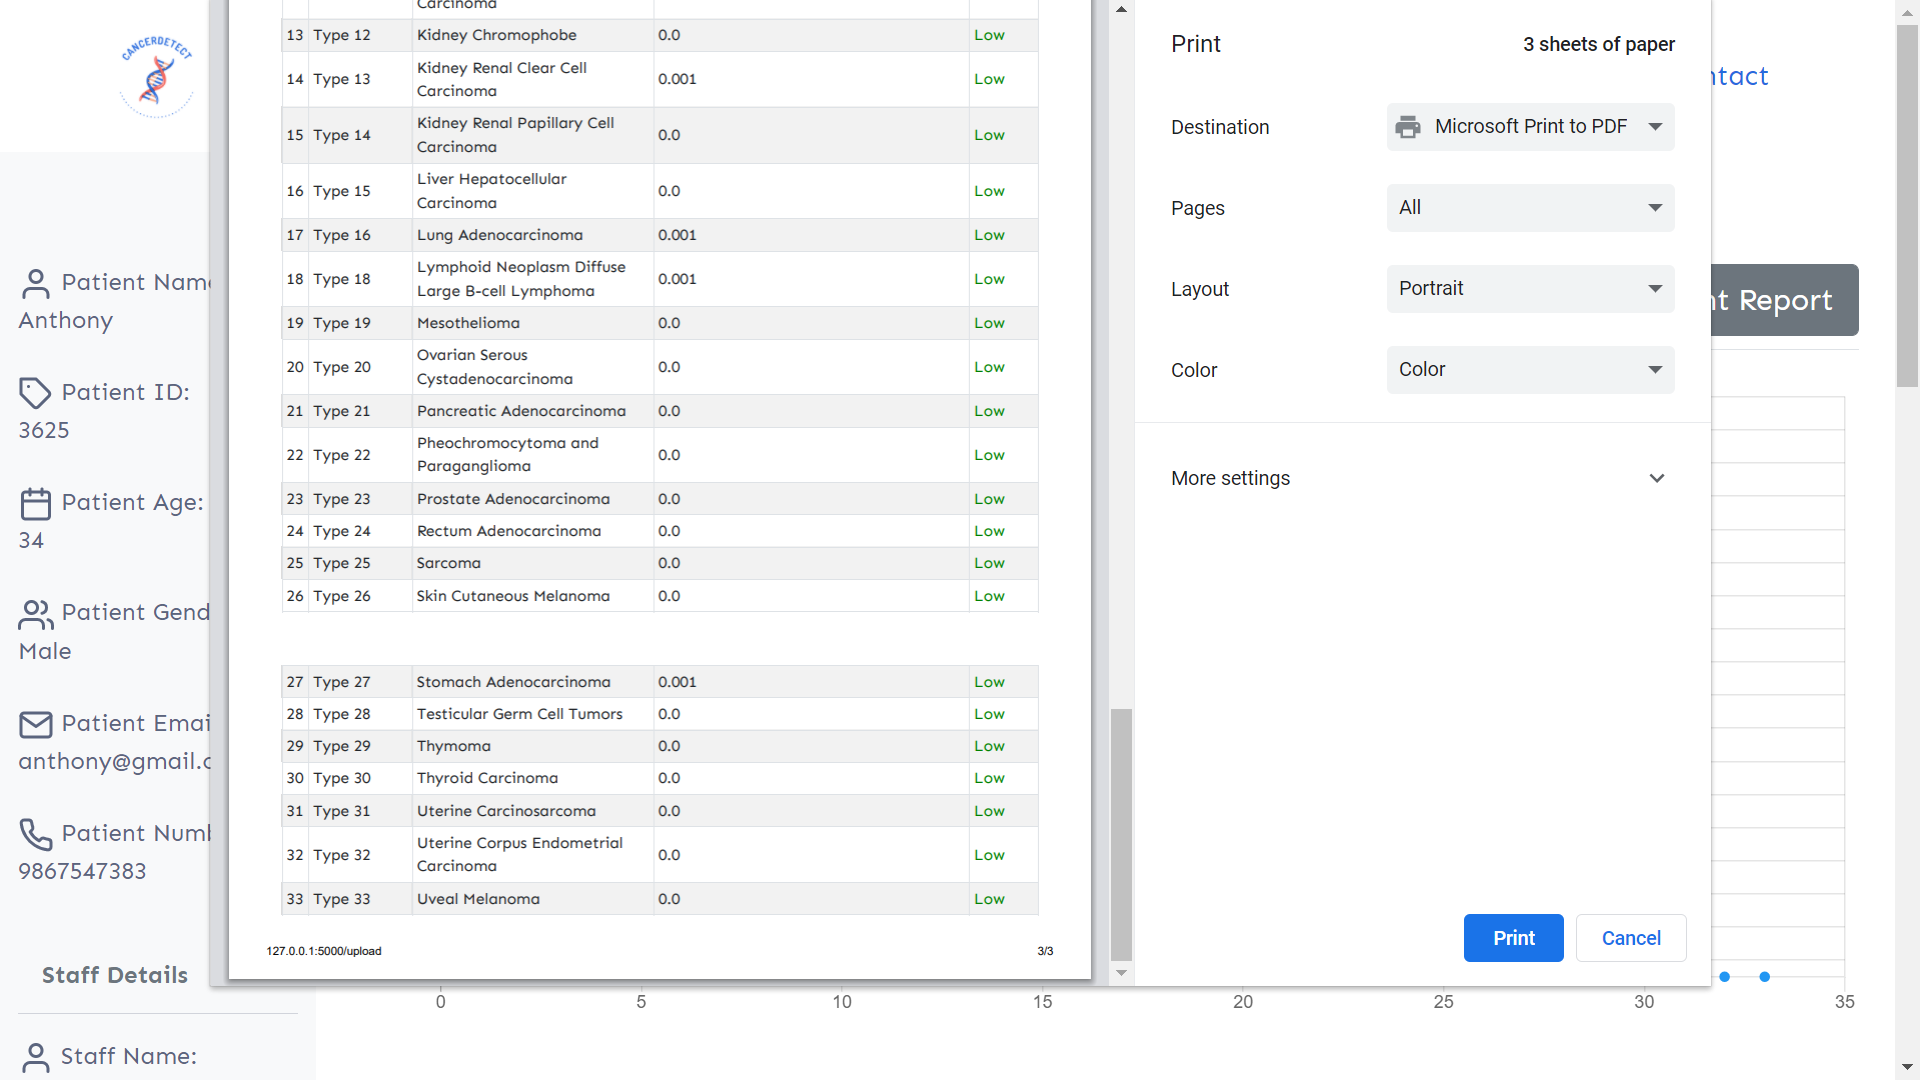 CANCERDETECT
Patient Name
Anthony
Patient ID:
3625
Patient Age:
34
Patient Gend
Male
Patient Emai
anthony@gmail.c
Patient Numb
9867547383
Staff Details
Staff Name:
Carcinoma
13 Type 12 Kidney Chromophobe 0.0 Low
14 Type 13 Kidney Renal Clear Cell Carcinoma 0.001 Low
15 Type 14 Kidney Renal Papillary Cell Carcinoma 0.0 Low
16 Type 15 Liver Hepatocellular Carcinoma 0.0 Low
17 Type 16 Lung Adenocarcinoma 0.001 Low
18 Type 18 Lymphoid Neoplasm Diffuse Large B-cell Lymphoma 0.001 Low
19 Type 19 Mesothelioma 0.0 Low
20 Type 20 Ovarian Serous Cystadenocarcinoma 0.0 Low
21 Type 21 Pancreatic Adenocarcinoma 0.0 Low
22 Type 22 Pheochromocytoma and Paraganglioma 0.0 Low
23 Type 23 Prostate Adenocarcinoma 0.0 Low
24 Type 24 Rectum Adenocarcinoma 0.0 Low
25 Type 25 Sarcoma 0.0 Low
26 Type 26 Skin Cutaneous Melanoma 0.0 Low
27 Type 27 Stomach Adenocarcinoma 0.001 Low
28 Type 28 Testicular Germ Cell Tumors 0.0 Low
29 Type 29 Thymoma 0.0 Low
30 Type 30 Thyroid Carcinoma 0.0 Low
31 Type 31 Uterine Carcinosarcoma 0.0 Low
32 Type 32 Uterine Corpus Endometrial Carcinoma 0.0 Low
33 Type 33 Uveal Melanoma 0.0 Low
127.0.0.1:5000/upload 3/3
Print 3 sheets of paper
Destination Microsoft Print to PDF
Pages All
Layout Portrait
Color Color
More settings
Print Cancel
ntact
nt Report
0 5 10 15 20 25 30 35